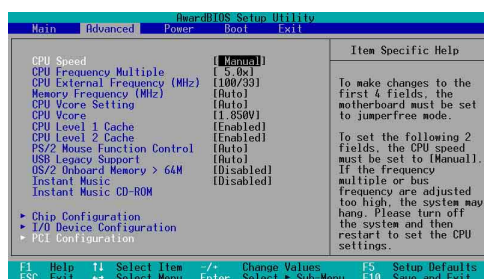 AwardBIOS Setup Utility
Main Advanced Power Boot Exit
Item Specific Help
CPU Speed [ Manual]
CPU Frequency Multiple [ 5.0x]
CPU External Frequency (MHz) [100/33]
Memory Frequency (MHz) [Auto]
CPU Vcore Setting [Auto]
CPU Vcore [1.850V]
CPU Level 1 Cache [Enabled]
CPU Level 2 Cache [Enabled]
PS/2 Mouse Function Control [Auto]
USB Legacy Support [Auto]
OS/2 Onboard Memory > 64M [Disabled]
Instant Music [Disabled]
Instant Music CD-ROM
▶ Chip Configuration
▶ I/O Device Configuration
▶ PCI Configuration
To make changes to the
first 4 fields, the
motherboard must be set
to jumperfree mode.
To set the following 2
fields, the CPU speed
must be set to [Manual].
If the frequency
multiple or bus
frequency are adjusted
too high, the system may
hang. Please turn off
the system and then
restart to set the CPU
settings.
F1 Help ↑↓ Select Item -/+ Change Values F5 Setup Defaults
ESC Exit ↔ Select Menu Enter Select ▶ Sub-Menu F10 Save and Exit